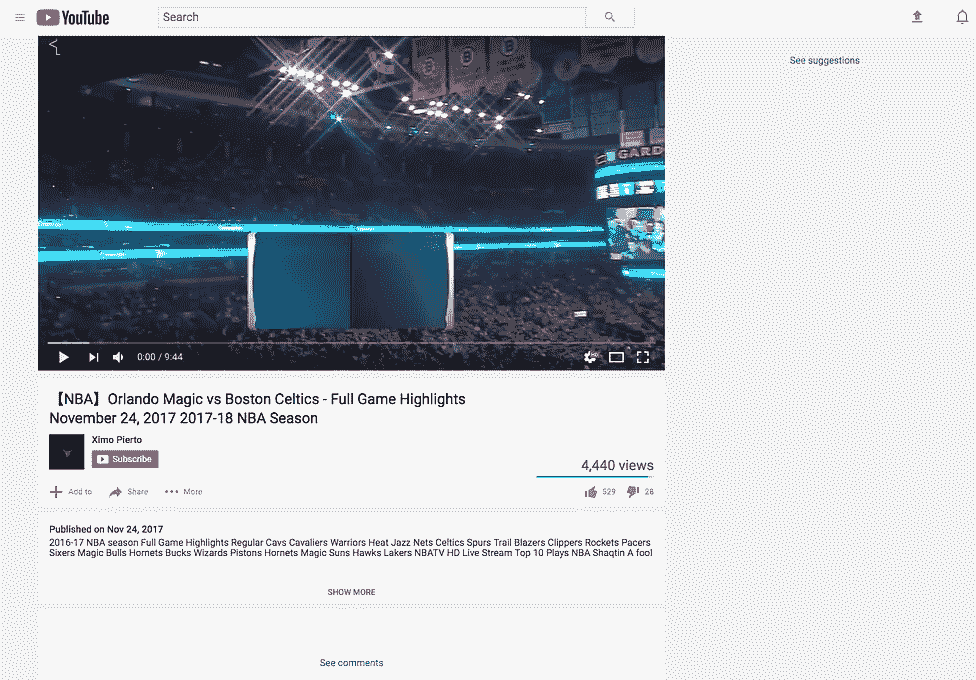 YouTube
Search
See suggestions
GARD
0:00 / 9:44
【NBA】Orlando Magic vs Boston Celtics - Full Game Highlights
November 24, 2017 2017-18 NBA Season
Ximo Pierto
Subscribe
4,440 views
Add to Share More
529 28
Published on Nov 24, 2017
2016-17 NBA season Full Game Highlights Regular Cavs Cavaliers Warriors Heat Jazz Nets Celtics Spurs Trail Blazers Clippers Rockets Pacers
Sixers Magic Bulls Hornets Bucks Wizards Pistons Hornets Magic Suns Hawks Lakers NBATV HD Live Stream Top 10 Plays NBA Shaqtin A fool
SHOW MORE
See comments